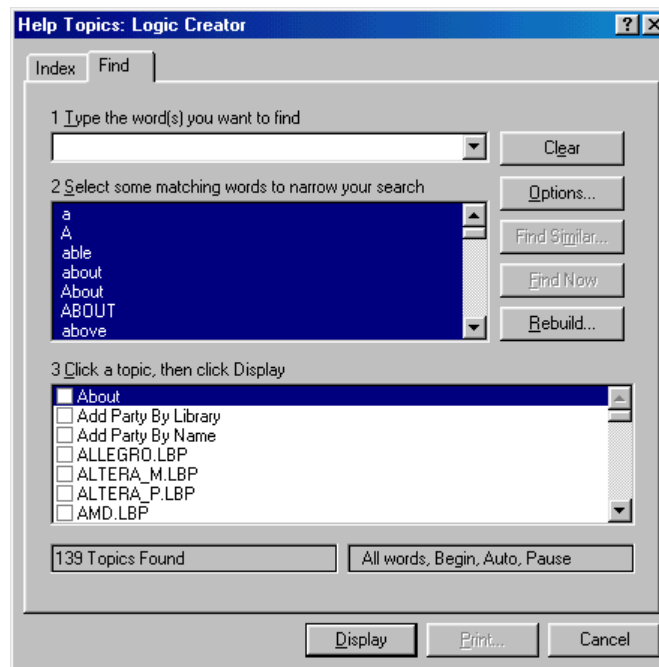 Help Topics: Logic Creator
Index Find
1 Type the word(s) you want to find
Clear
2 Select some matching words to narrow your search
Options...
a
A
able
about
About
ABOUT
above
Find Similar...
Find Now
Rebuild...
3 Click a topic, then click Display
About
Add Party By Library
Add Party By Name
ALLEGRO.LBP
ALTERA_M.LBP
ALTERA_P.LBP
AMD.LBP
139 Topics Found
All words, Begin, Auto, Pause
Display Print... Cancel